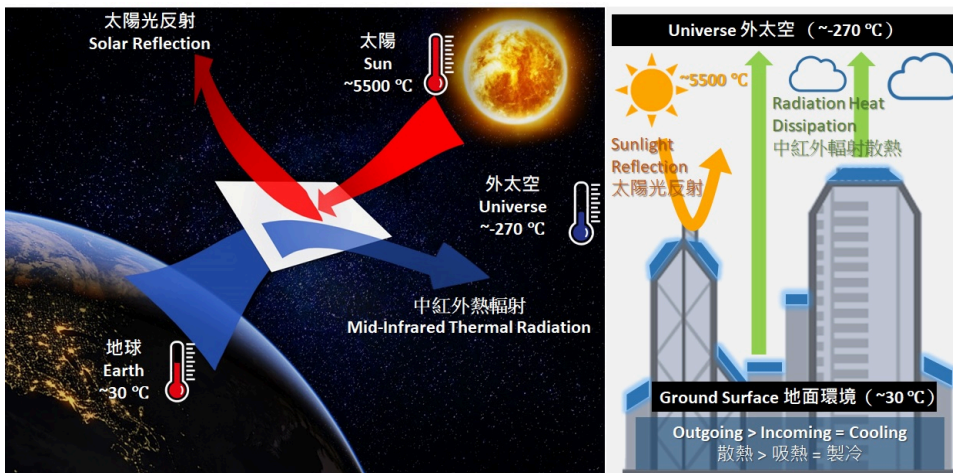 太陽光反射
Solar Reflection
太陽
Sun
~5500 ℃
外太空
Universe
~-270 ℃
中紅外熱輻射
Mid-Infrared Thermal Radiation
地球
Earth
~30 ℃
Universe 外太空 (~-270 ℃)
~5500 ℃
Radiation Heat
Dissipation
中紅外輻射散熱
Sunlight
Reflection
太陽光反射
Ground Surface 地面環境 (~30 ℃)
Outgoing > Incoming = Cooling
散熱 > 吸熱 = 製冷